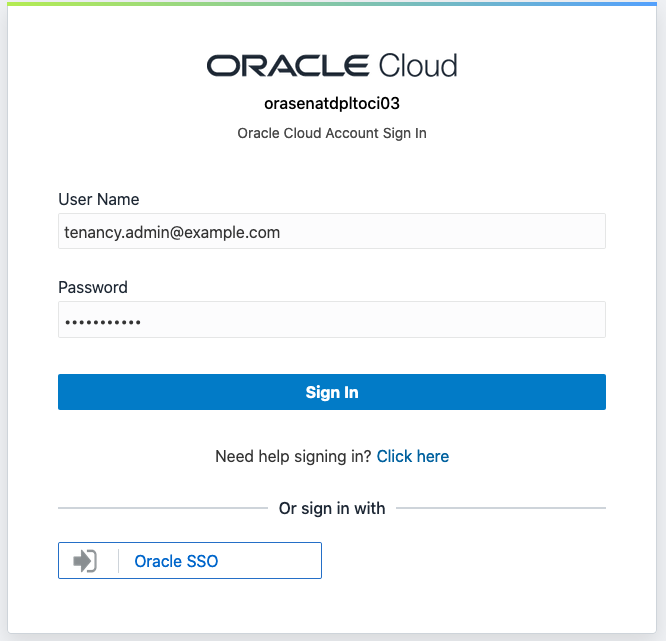 ORACLE Cloud
orasenatdpltoci03
Oracle Cloud Account Sign In
User Name
tenancy.admin@example.com
Password
•••••••••••
Sign In
Need help signing in? Click here
Or sign in with
Oracle SSO